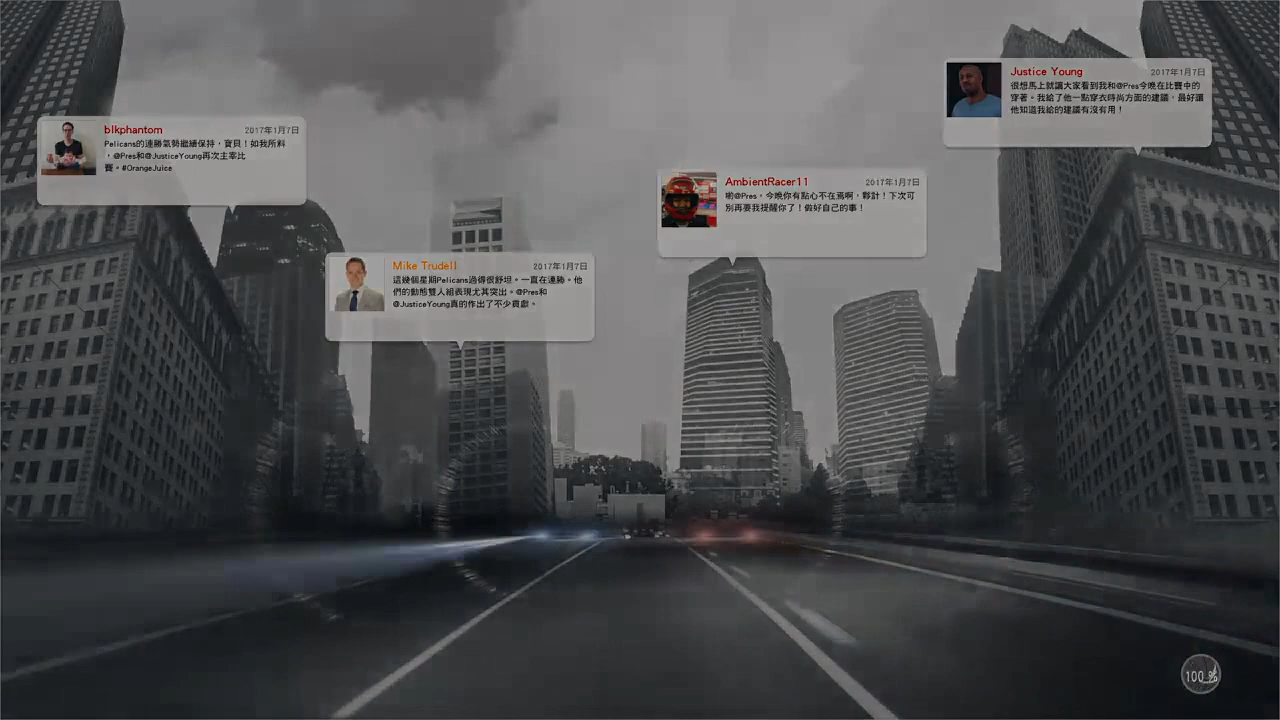 blkphantom
2017年1月7日
Pelicans的連勝氣勢繼續保持，寶貝！如我所料
，@Pres和@JusticeYoung再次主宰比
賽。#OrangeJuice
Mike Trudell
2017年1月7日
這幾個星期Pelicans過得很舒坦。一直在連勝。他
們的動態雙人組表現尤其突出。@Pres和
@JusticeYoung真的作出了不少貢獻。
AmbientRacer11
2017年1月7日
喲@Pres，今晚你有點心不在焉啊，夥計！下次可
別再要我提醒你了！做好自己的事！
Justice Young
2017年1月7日
很想馬上就讓大家看到我和@Pres今晚在比賽中的
穿著。我給了他一點穿衣時尚方面的建議，最好讓
他知道我給的建議有沒有用！
100 %